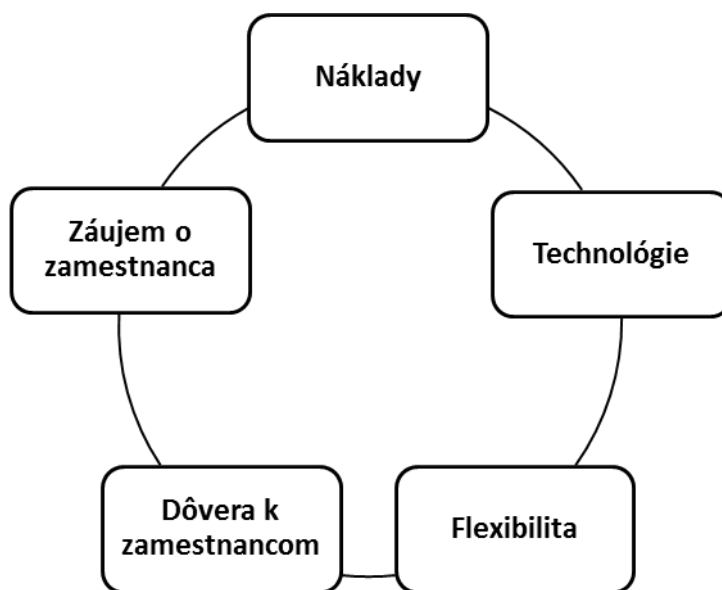 Náklady
Záujem o
zamestnanca
Technológie
Dôvera k
zamestnancom
Flexibilita